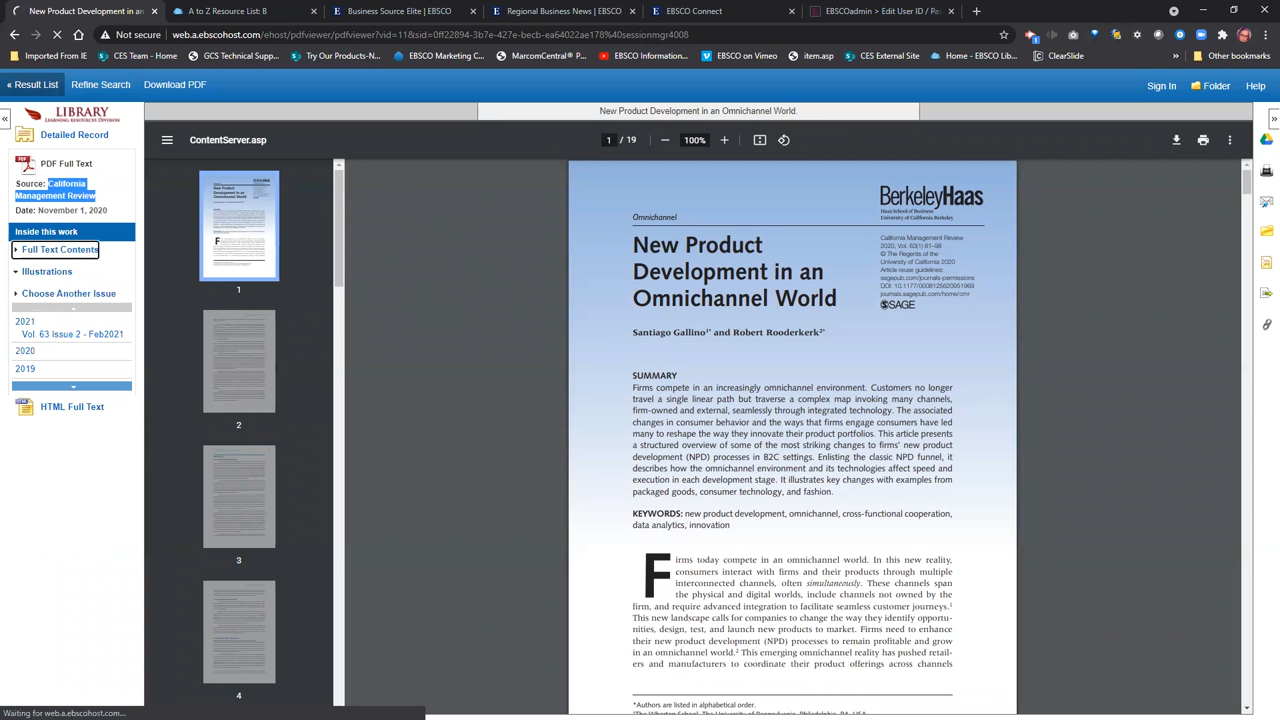 A to Z Resource List: B
Business Source Elite | EBSCO
Regional Business News | EBSCO
EBSCO Connect
EBSCOadmin > Edit User ID / Pa
Not secure
web.a.ebscohost.com/ehost/pdfviewer/pdfviewer?vid=11&sid=0ff22894-3b7e-427e-becb-ea64022ae178%40sessionmgr4008
Imported From IE
CES Team - Home
GCS Technical Supp...
Try Our Products-N...
EBSCO Marketing C...
MarcomCentral® P...
EBSCO - YouTube
EBSCO on Vimeo
item.asp
CES External Site
EBSCO Online - Lib...
ClearSlide
»
Other bookmarks
« Result List
Refine Search
Download PDF
Sign In
Folder
Help
LIBRARY
LEARNING RESOURCES DIVISION
Detailed Record
PDF Full Text
Source: California
Management Review
Date: November 1, 2020
Inside this work
Full Text Contents
Illustrations
Choose Another Issue
2021
Vol. 63 Issue 2 - Feb2021
2020
2019
HTML Full Text
New Product Development in an Omnichannel World.
ContentServer.asp
1 / 19
100%
1
2
3
4
Omnichannel
BerkeleyHaas
Haas School of Business
University of California Berkeley
New Product
Development in an
Omnichannel World
California Management Review
2020, Vol. 63(1) 81–98
© The Regents of the
University of California 2020
Article reuse guidelines:
sagepub.com/journals-permissions
DOI: 10.1177/0008125620951969
journals.sagepub.com/home/cmr
SAGE
Santiago Gallino¹* and Robert Rooderkerk²*
SUMMARY
Firms compete in an increasingly omnichannel environment. Customers no longer
travel a single linear path but traverse a complex map invoking many channels,
firm-owned and external, seamlessly through integrated technology. The associated
changes in consumer behavior and the ways that firms engage consumers have led
many to reshape the way they innovate their product portfolios. This article presents
a structured overview of some of the most striking changes to firms' new product
development (NPD) processes in B2C settings. Enlisting the classic NPD funnel, it
describes how the omnichannel environment and its technologies affect speed and
execution in each development stage. It illustrates key changes with examples from
packaged goods, consumer technology, and fashion.
KEYWORDS: new product development, omnichannel, cross-functional cooperation,
data analytics, innovation
Firms today compete in an omnichannel world. In this new reality,
consumers interact with firms and their products through multiple
interconnected channels, often simultaneously. These channels span
the physical and digital worlds, include channels not owned by the
firm, and require advanced integration to facilitate seamless customer journeys.¹
This new landscape calls for companies to change the way they identify opportu-
nities, design, test, and launch new products to market. Firms need to enhance
their new product development (NPD) processes to remain profitable and grow
in an omnichannel world.² This emerging omnichannel reality has pushed retail-
ers and manufacturers to coordinate their product offerings across channels
*Authors are listed in alphabetical order.
Waiting for web.a.ebscohost.com...